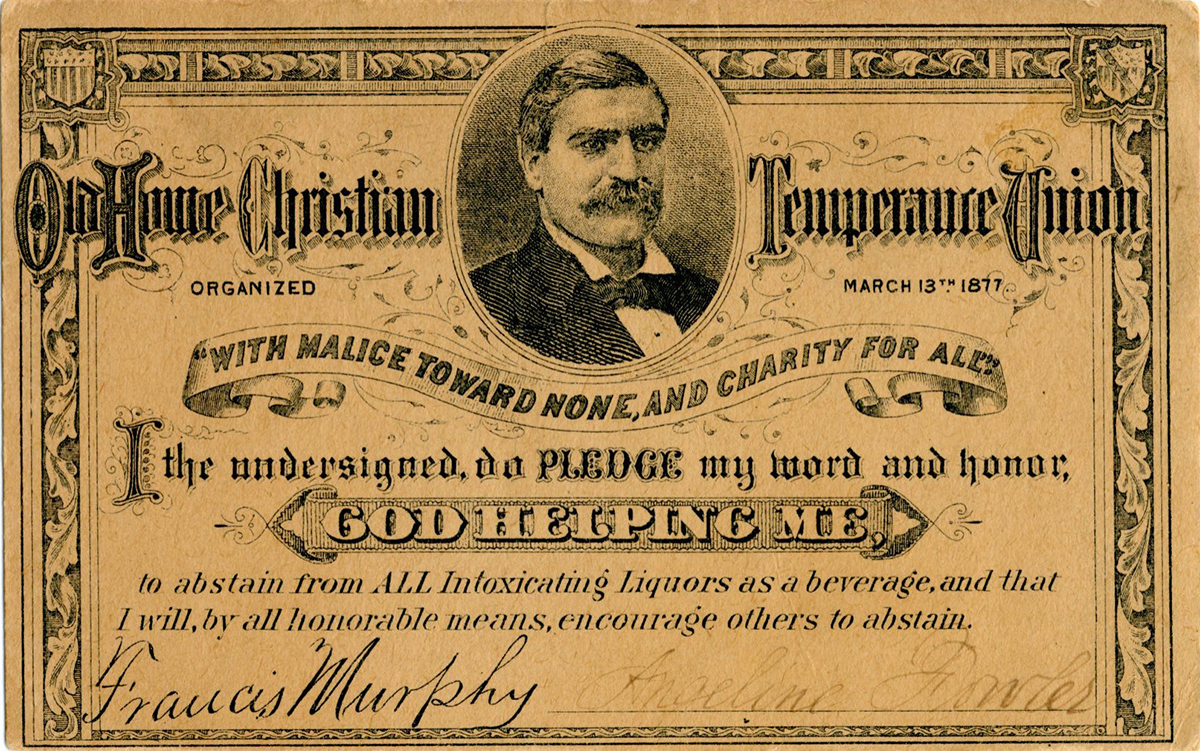 Old Home Christian Temperance Union
ORGANIZED MARCH 13TH 1877
"WITH MALICE TOWARD NONE, AND CHARITY FOR ALL".
I the undersigned, do PLEDGE my word and honor,
GOD HELPING ME,
to abstain from ALL Intoxicating Liquors as a beverage, and that
I will, by all honorable means, encourage others to abstain.
Francis Murphy Angeline Fowler